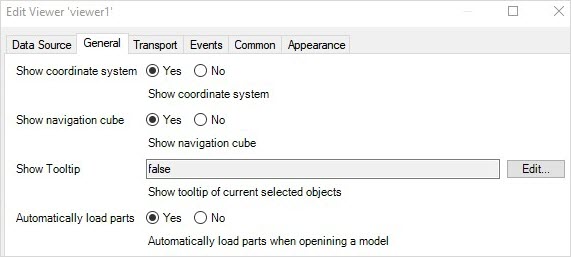 Edit Viewer 'viewer1'
Data Source General Transport Events Common Appearance
Show coordinate system Yes No
Show coordinate system
Show navigation cube Yes No
Show navigation cube
Show Tooltip false Edit...
Show tooltip of current selected objects
Automatically load parts Yes No
Automatically load parts when openining a model